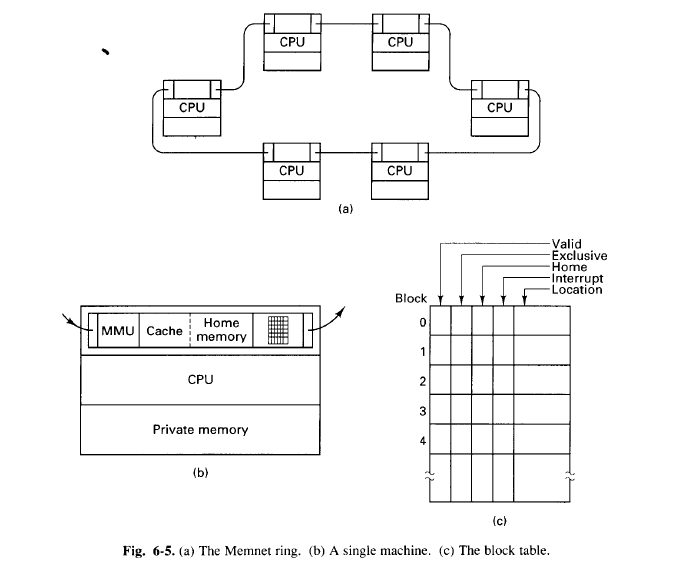 CPU
CPU
CPU
CPU
CPU
CPU
(a)
Valid
Exclusive
Home
Interrupt
Location
Block
0
1
2
3
4
(c)
MMU
Cache
Home
memory
CPU
Private memory
(b)
Fig. 6-5. (a) The Memnet ring. (b) A single machine. (c) The block table.